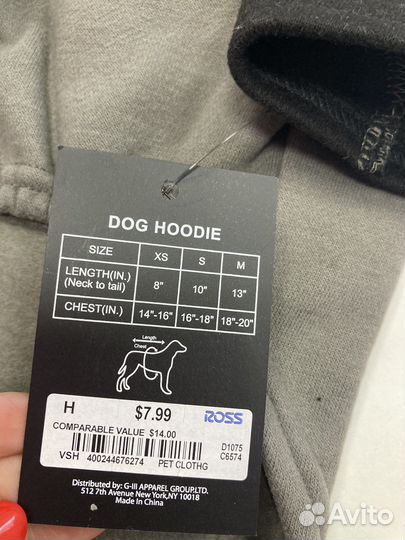 DOG HOODIE
SIZE XS S M
LENGTH(IN.) (Neck to tail) 8" 10" 13"
CHEST(IN.) 14"-16" 16"-18" 18"-20"
Length
Chest
H $7.99 ROSS
COMPARABLE VALUE $14.00
D1075
C6574
VSH 400244676274 PET CLOTHG
Distributed by: G-III APPAREL GROUP,LTD.
512 7th Avenue New York,NY 10018
Made in China
Avito